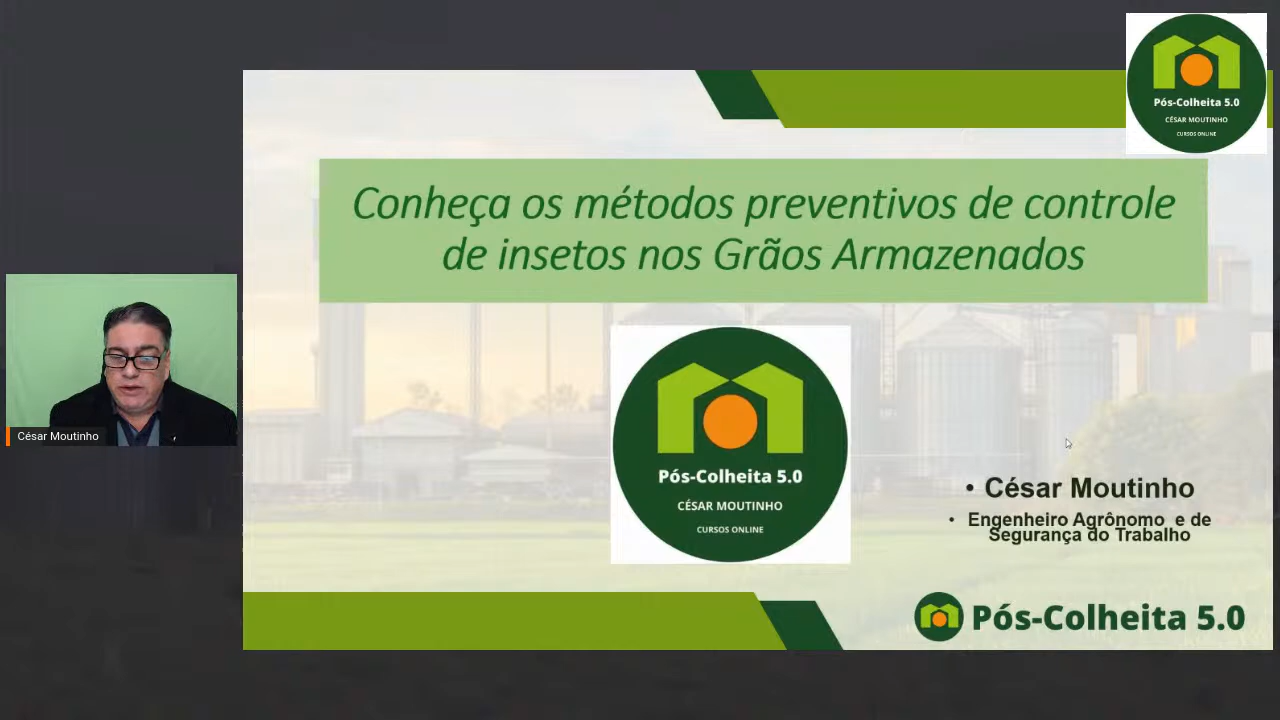 Pós-Colheita 5.0
CÉSAR MOUTINHO
CURSOS ONLINE
Conheça os métodos preventivos de controle
de insetos nos Grãos Armazenados
Pós-Colheita 5.0
CÉSAR MOUTINHO
CURSOS ONLINE
César Moutinho
• César Moutinho
• Engenheiro Agrônomo e de
Segurança do Trabalho
Pós-Colheita 5.0